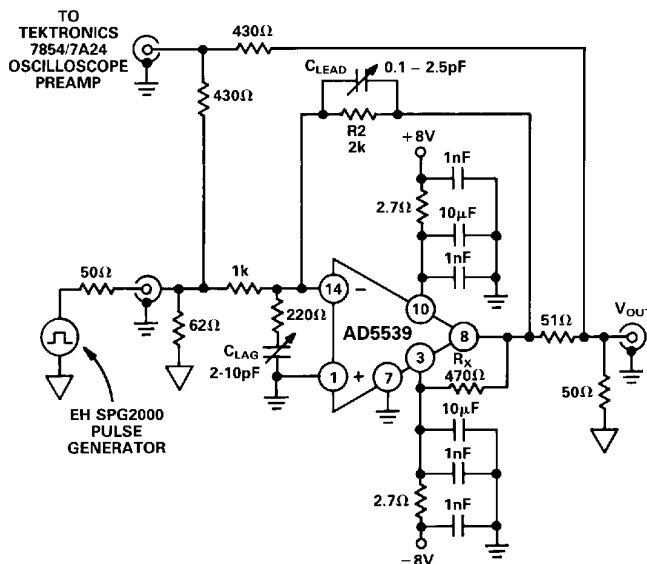 TO
TEKTRONICS
7854/7A24
OSCILLOSCOPE
PREAMP
430Ω
430Ω
CLEAD
0.1 – 2.5pF
R2
2k
+8V
1nF
2.7Ω
10μF
1nF
50Ω
1k
62Ω
220Ω
CLAG
2-10pF
14 –
AD5539
10
8
1 +
7
3
RX
470Ω
51Ω
VOUT
50Ω
EH SPG2000
PULSE
GENERATOR
10μF
1nF
2.7Ω
1nF
–8V